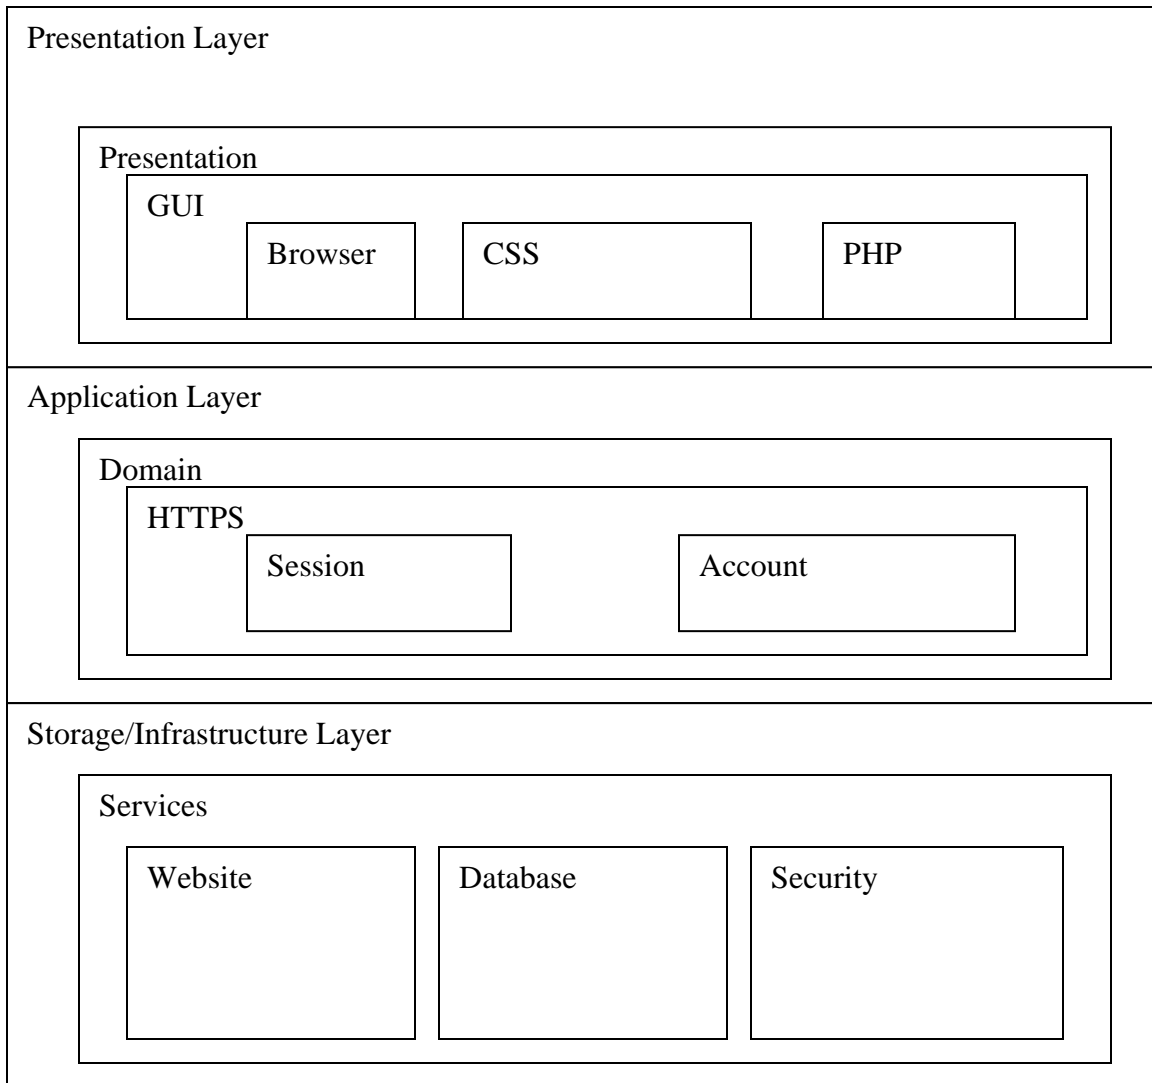 Presentation Layer
Presentation
GUI
Browser
CSS
PHP
Application Layer
Domain
HTTPS
Session
Account
Storage/Infrastructure Layer
Services
Website
Database
Security